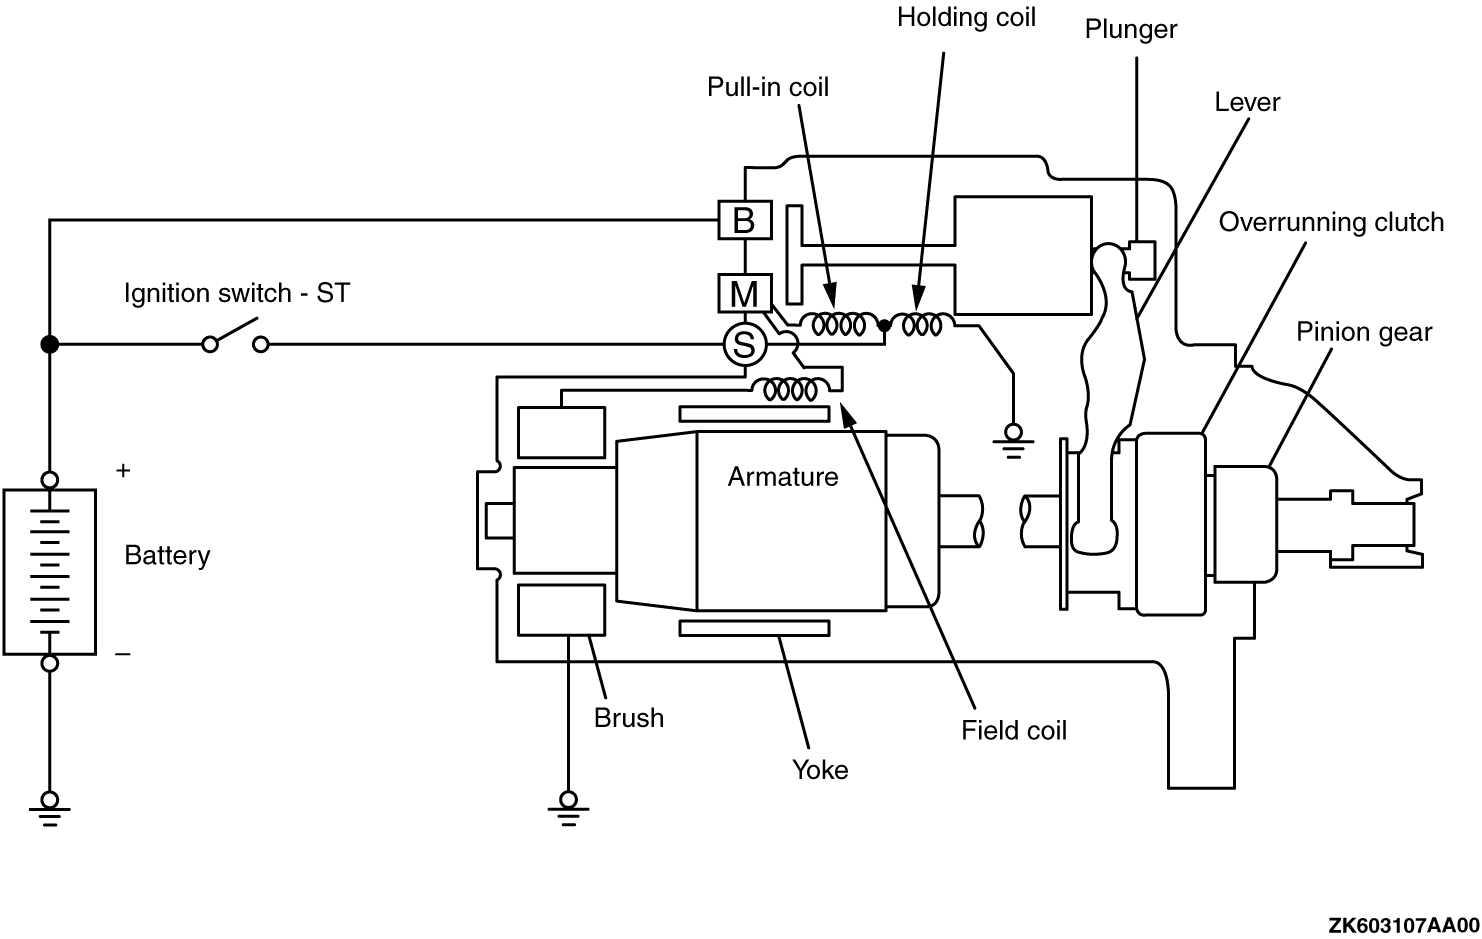 Holding coil
Plunger
Pull-in coil
Lever
B
Overrunning clutch
Ignition switch - ST
M
S
Pinion gear
+
Armature
Battery
–
Brush
Field coil
Yoke
ZK603107AA00